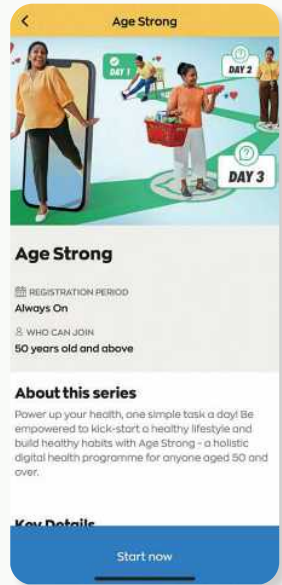 Age Strong
DAY 1
DAY 2
DAY 3
Age Strong
REGISTRATION PERIOD
Always On
WHO CAN JOIN
50 years old and above
About this series
Power up your health, one simple task a day! Be
empowered to kick-start a healthy lifestyle and
build healthy habits with Age Strong - a holistic
digital health programme for anyone aged 50 and
over.
Key Details
Start now